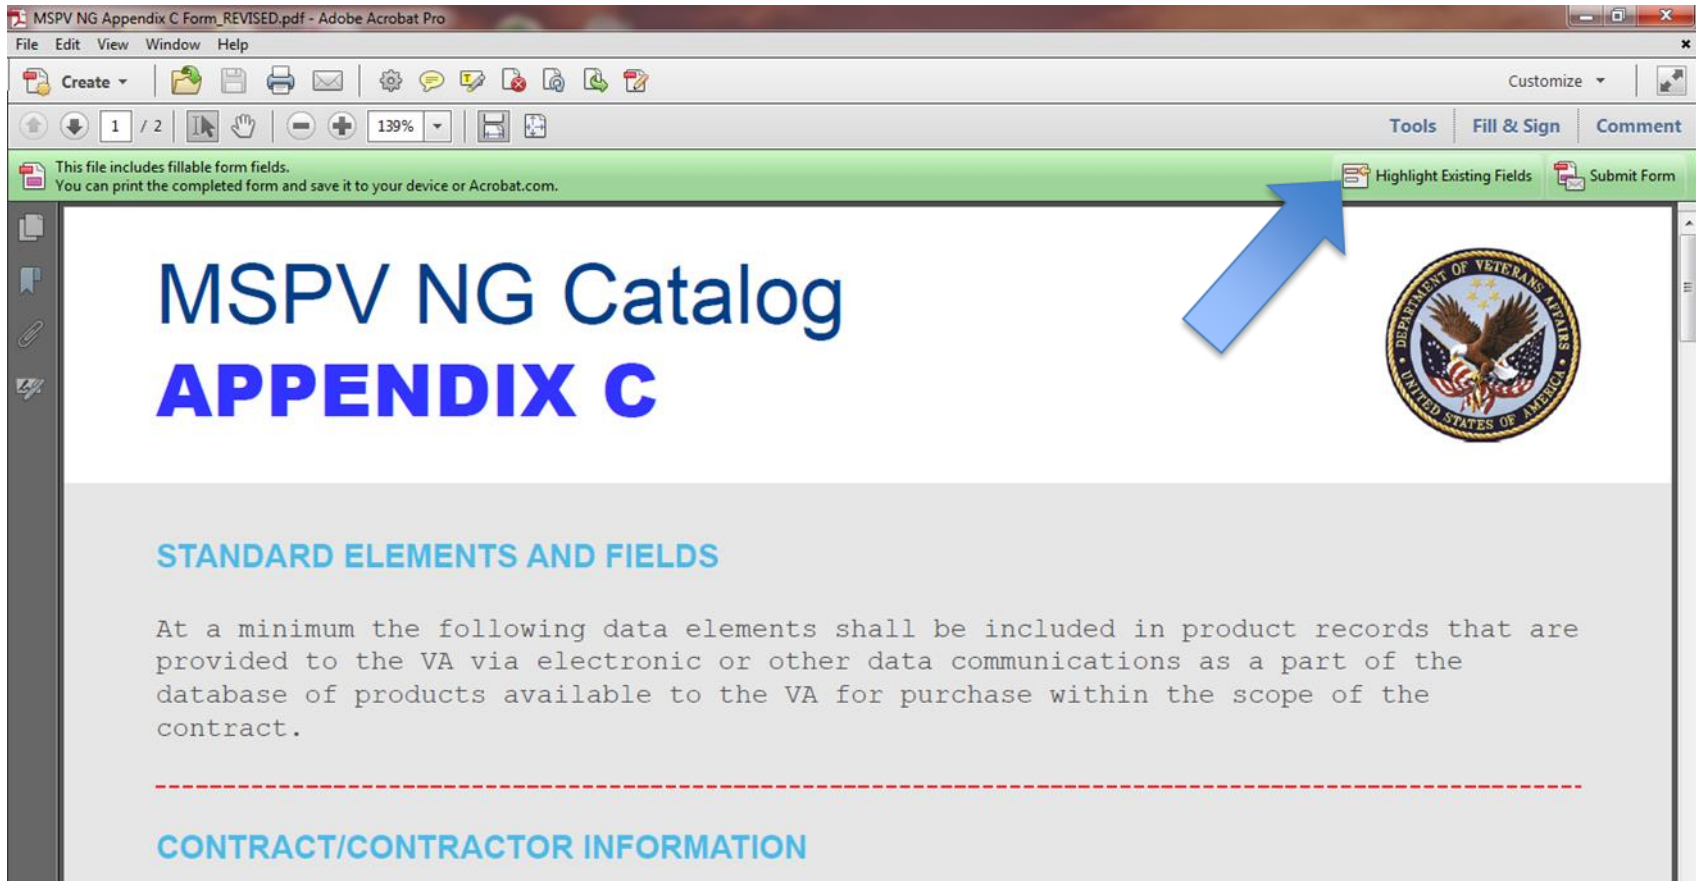 MSPV NG Appendix C Form_REVISED.pdf - Adobe Acrobat Pro
File Edit View Window Help
Create Customize
1 / 2 139% Tools Fill & Sign Comment
This file includes fillable form fields.
You can print the completed form and save it to your device or Acrobat.com.
Highlight Existing Fields Submit Form
MSPV NG Catalog
APPENDIX C
DEPARTMENT OF VETERANS AFFAIRS
UNITED STATES OF AMERICA
STANDARD ELEMENTS AND FIELDS
At a minimum the following data elements shall be included in product records that are
provided to the VA via electronic or other data communications as a part of the
database of products available to the VA for purchase within the scope of the
contract.
CONTRACT/CONTRACTOR INFORMATION